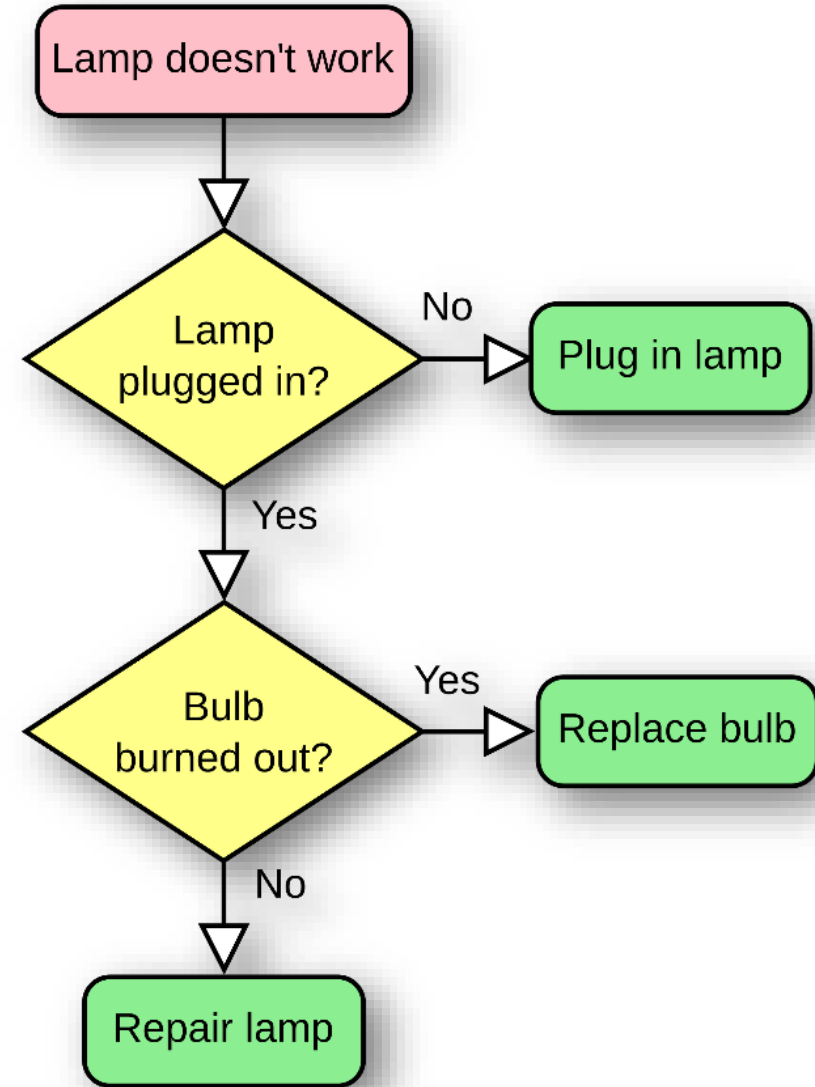 Lamp doesn't work
Lamp
plugged in?
No
Plug in lamp
Yes
Bulb
burned out?
Yes
Replace bulb
No
Repair lamp